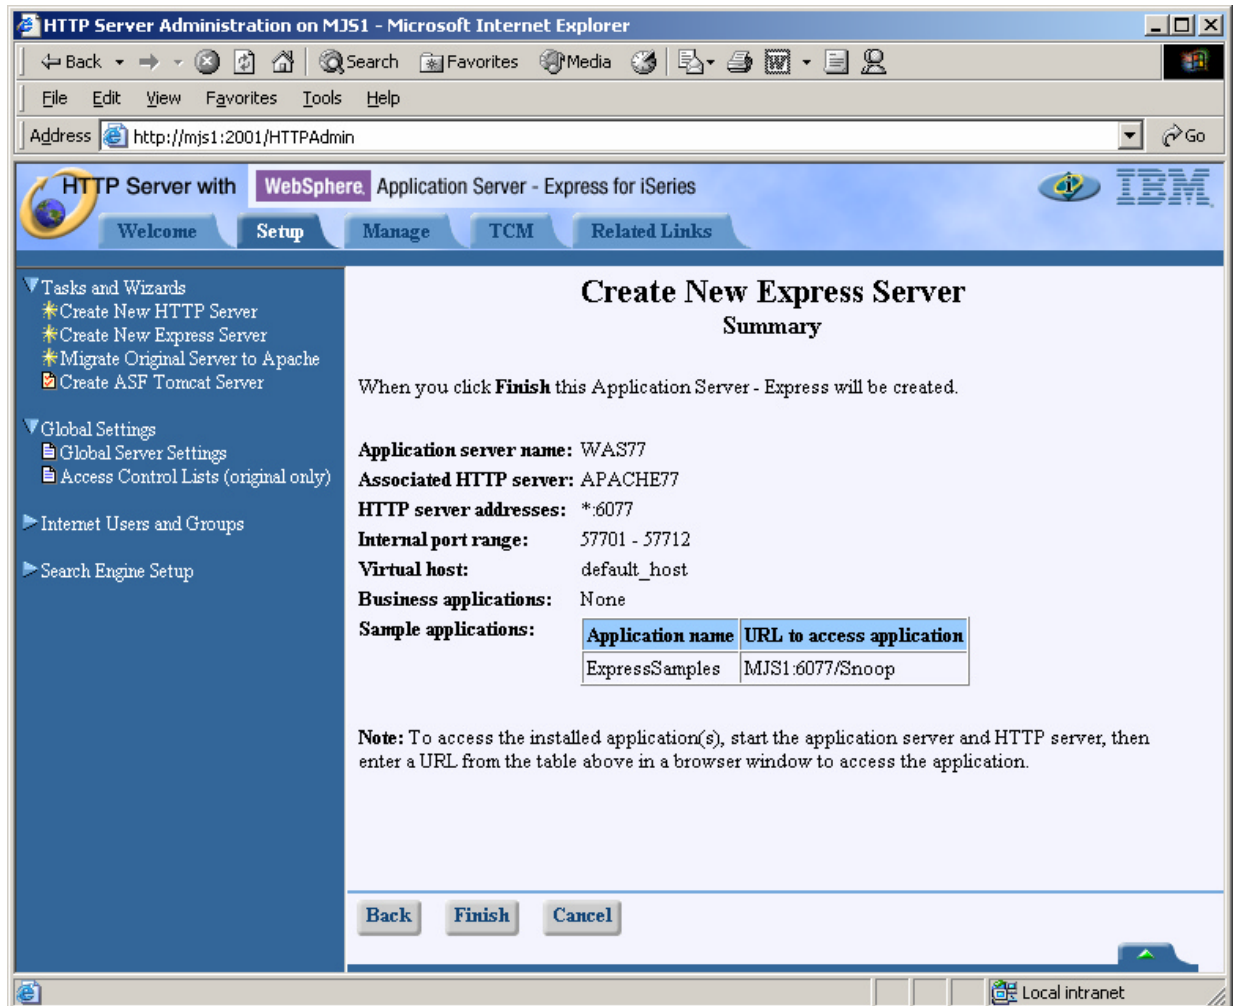 HTTP Server Administration on MJS1 - Microsoft Internet Explorer
Back Search Favorites Media
File Edit View Favorites Tools Help
Address http://mjs1:2001/HTTPAdmin Go
HTTP Server with WebSphere. Application Server - Express for iSeries IBM
Welcome Setup Manage TCM Related Links
Tasks and Wizards
Create New HTTP Server
Create New Express Server
Migrate Original Server to Apache
Create ASF Tomcat Server
Global Settings
Global Server Settings
Access Control Lists (original only)
Internet Users and Groups
Search Engine Setup
Create New Express Server
Summary
When you click Finish this Application Server - Express will be created.
Application server name: WAS77
Associated HTTP server: APACHE77
HTTP server addresses: *:6077
Internal port range: 57701 - 57712
Virtual host: default_host
Business applications: None
Sample applications:
Application name URL to access application
ExpressSamples MJS1:6077/Snoop
Note: To access the installed application(s), start the application server and HTTP server, then
enter a URL from the table above in a browser window to access the application.
Back Finish Cancel
Local intranet